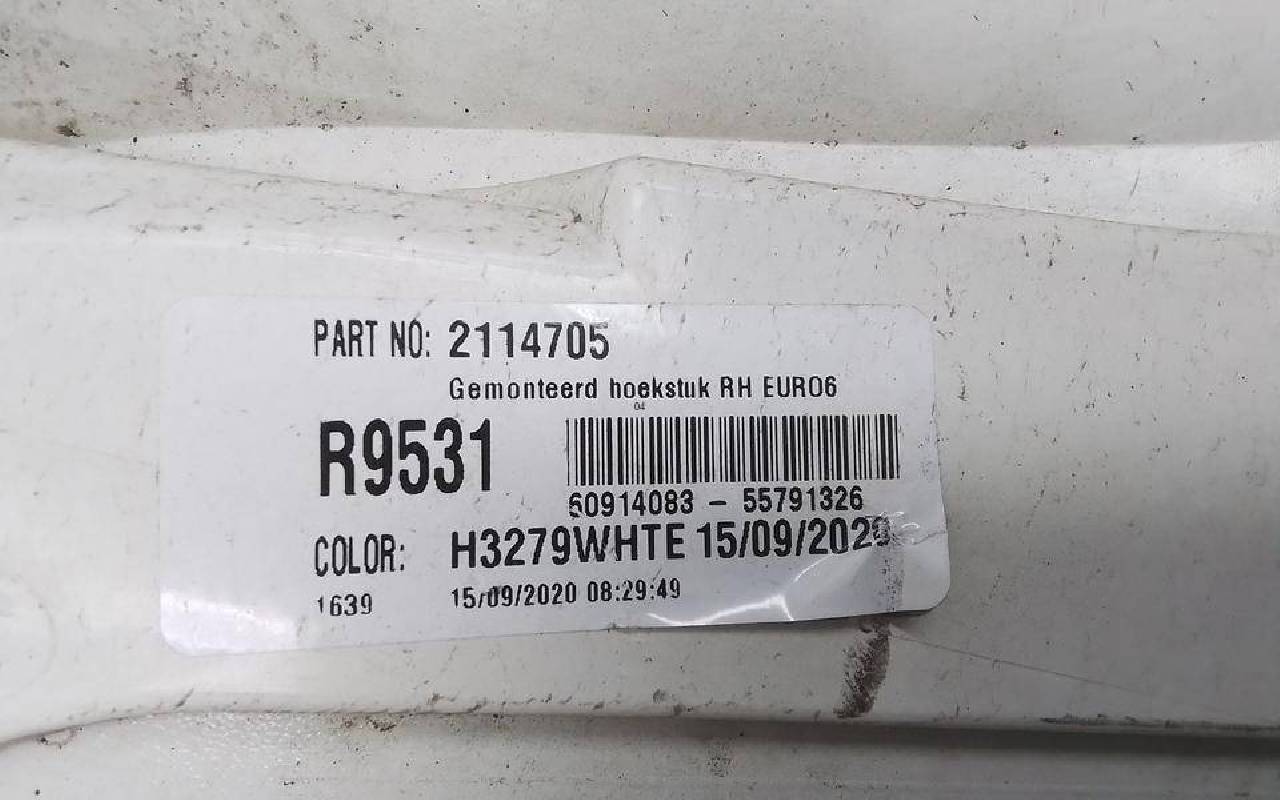 PART NO: 2114705
Gemonteerd hoekstuk RH EURO6
R9531
60914083 - 55791326
COLOR: H3279WHTE 15/09/2020
1639 15/09/2020 08:29:49